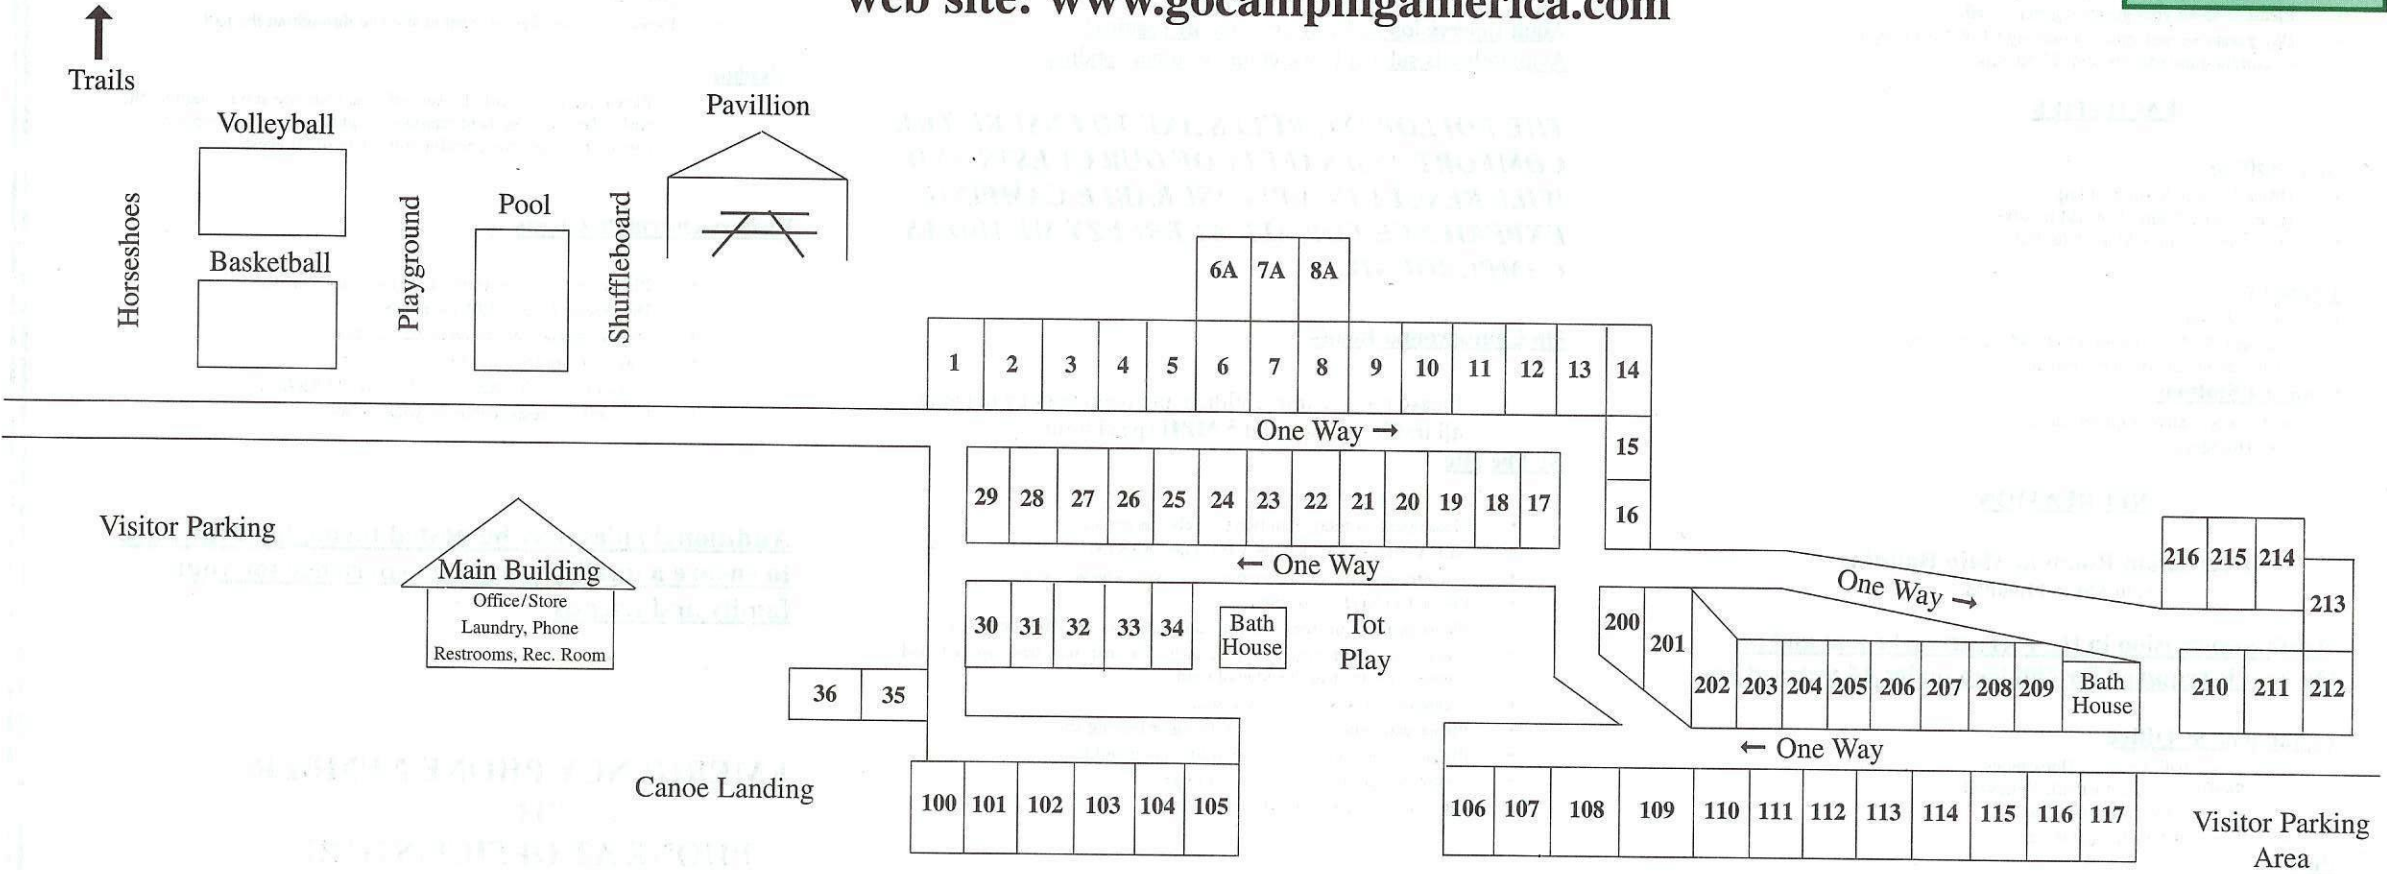 web site: www.gocampingamerica.com
Trails
Volleyball
Pavillion
Horseshoes
Basketball
Playground
Pool
Shuffleboard
6A 7A 8A
1 2 3 4 5 6 7 8 9 10 11 12 13 14
One Way →
15
29 28 27 26 25 24 23 22 21 20 19 18 17
16
← One Way
Visitor Parking
Main Building
Office/Store
Laundry, Phone
Restrooms, Rec. Room
30 31 32 33 34
Bath
House
Tot
Play
36 35
One Way →
216 215 214
213
200
201
202 203 204 205 206 207 208 209
Bath
House
210 211 212
← One Way
Canoe Landing
100 101 102 103 104 105
106 107 108 109 110 111 112 113 114 115 116 117
Visitor Parking
Area